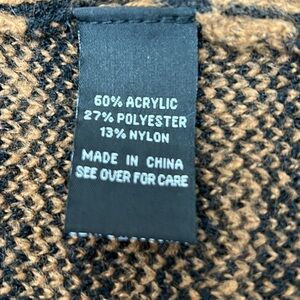 60% ACRYLIC
27% POLYESTER
13% NYLON
MADE IN CHINA
SEE OVER FOR CARE